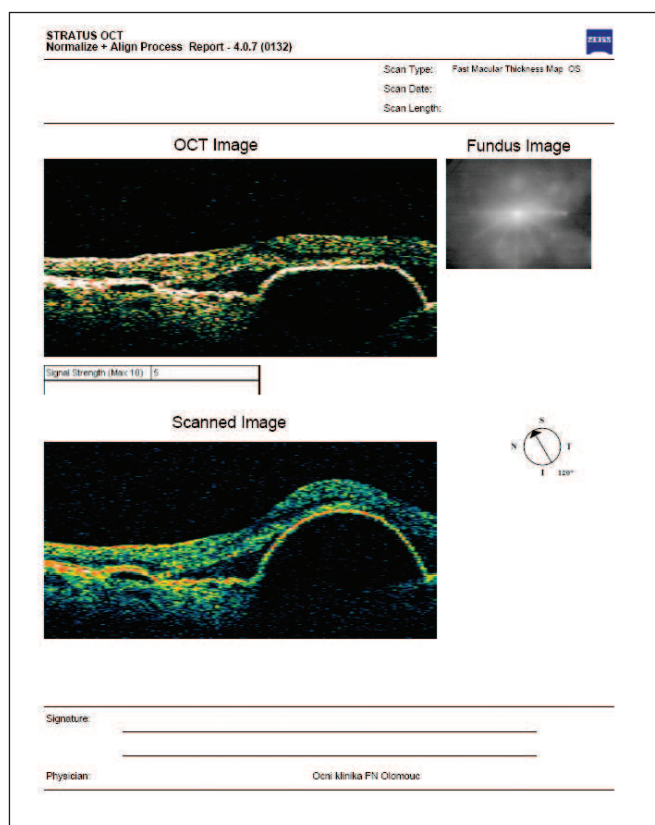 STRATUS OCT
Normalize + Align Process Report - 4.0.7 (0132)
ZEISS
Scan Type: Fast Macular Thickness Map OS
Scan Date:
Scan Length:
OCT Image
Fundus Image
Signal Strength (Max 10) 5
Scanned Image
S
N T
I
120°
Signature:
Physician: Ocni klinika FN Olomouc